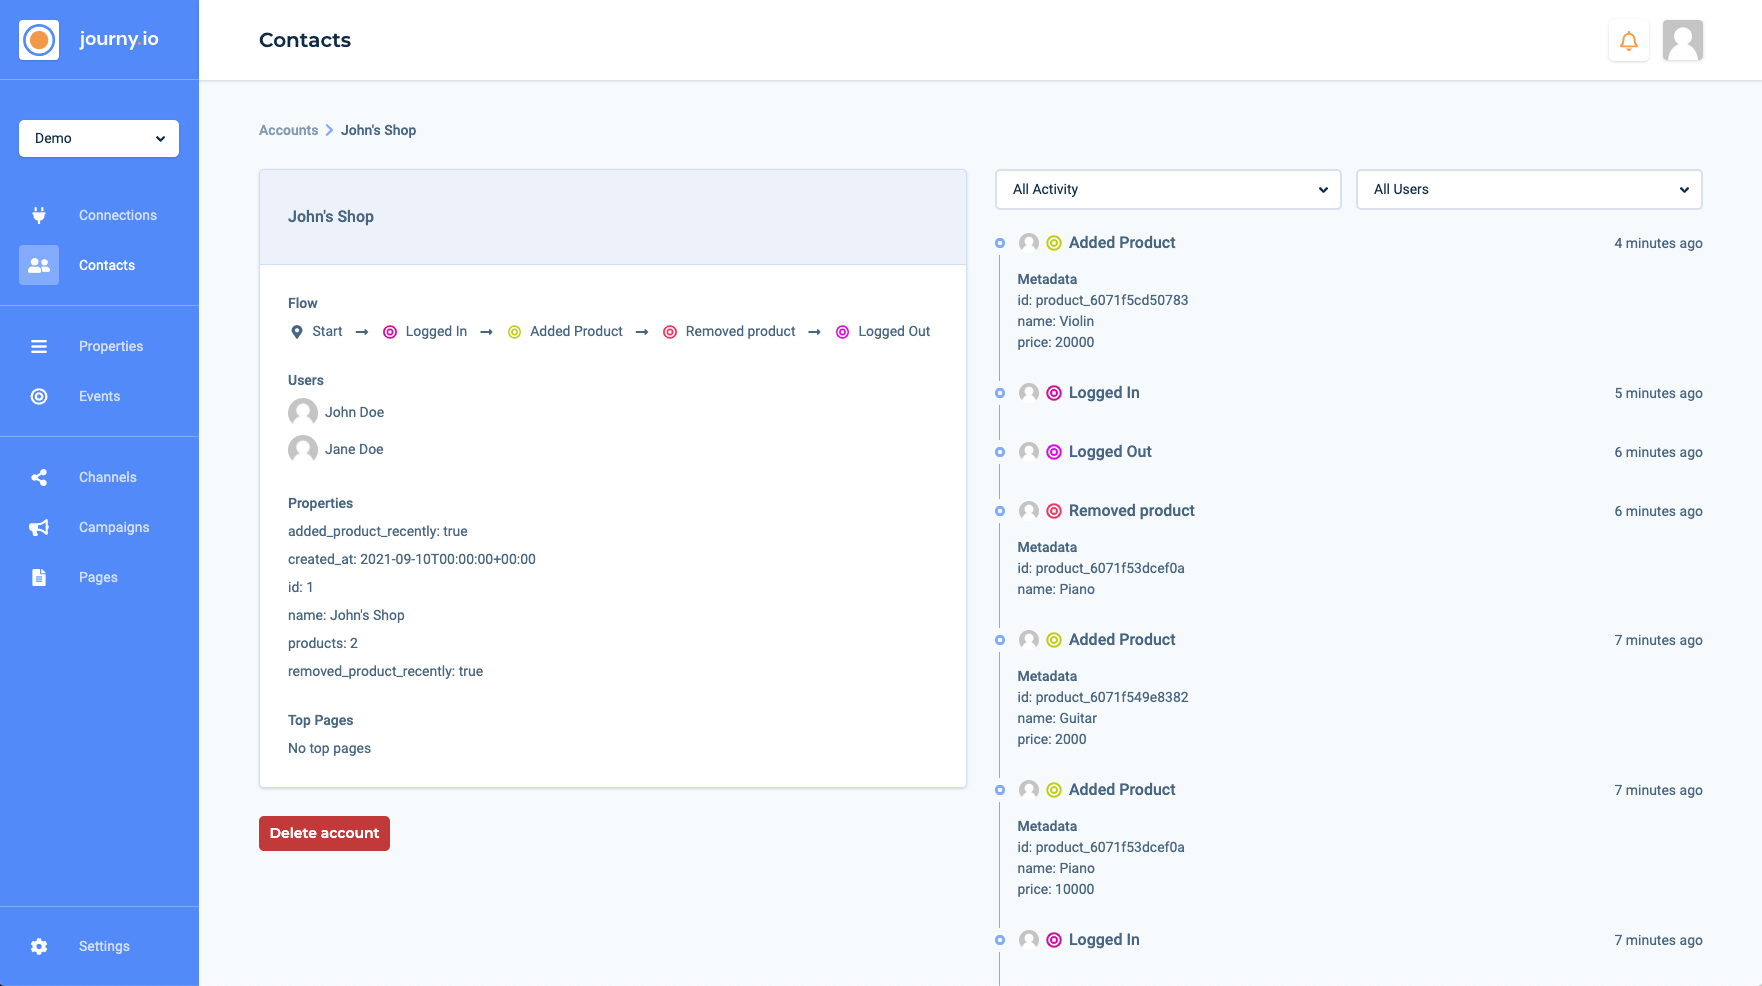 journy.io
Contacts
Demo
Connections
Contacts
Properties
Events
Channels
Campaigns
Pages
Settings
Accounts
John's Shop
John's Shop
Flow
Start
Logged In
Added Product
Removed product
Logged Out
Users
John Doe
Jane Doe
Properties
added_product_recently: true
created_at: 2021-09-10T00:00:00+00:00
id: 1
name: John's Shop
products: 2
removed_product_recently: true
Top Pages
No top pages
Delete account
All Activity
All Users
Added Product 4 minutes ago
Metadata
id: product_6071f5cd50783
name: Violin
price: 20000
Logged In 5 minutes ago
Logged Out 6 minutes ago
Removed product 6 minutes ago
Metadata
id: product_6071f53dcef0a
name: Piano
Added Product 7 minutes ago
Metadata
id: product_6071f549e8382
name: Guitar
price: 2000
Added Product 7 minutes ago
Metadata
id: product_6071f53dcef0a
name: Piano
price: 10000
Logged In 7 minutes ago